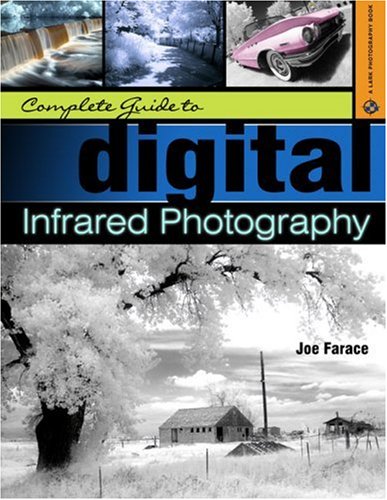 A LARK PHOTOGRAPHY BOOK
Complete Guide to
digital
Infrared Photography
Joe Farace